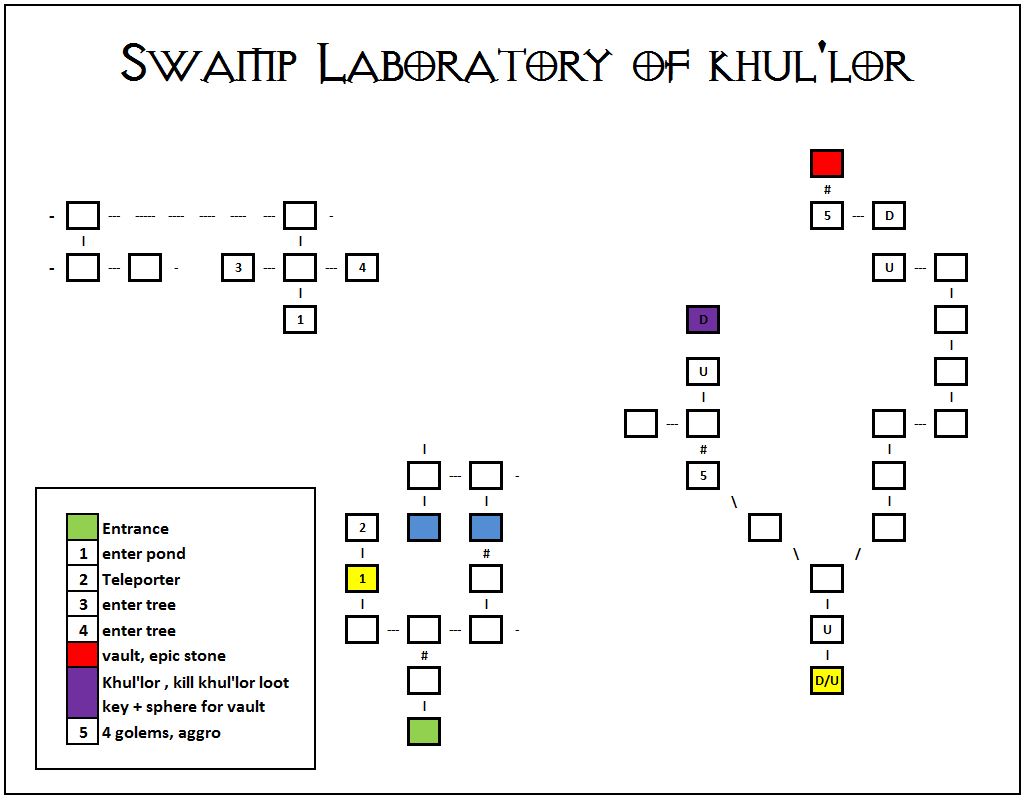 Swamp Laboratory of khul'lor
#
- --- ----- ---- ---- ---- --- -
5 --- D
| |
- --- - 3 --- --- 4
U ---
| |
1
D
|
U
|
|
--- ---
# |
|
--- -
5
| |
\
|
2
| #
\ /
1
| |
|
--- --- -
U
#
|
D/U
|
Entrance
1 enter pond
2 Teleporter
3 enter tree
4 enter tree
vault, epic stone
Khul'lor , kill khul'lor loot
key + sphere for vault
5 4 golems, aggro